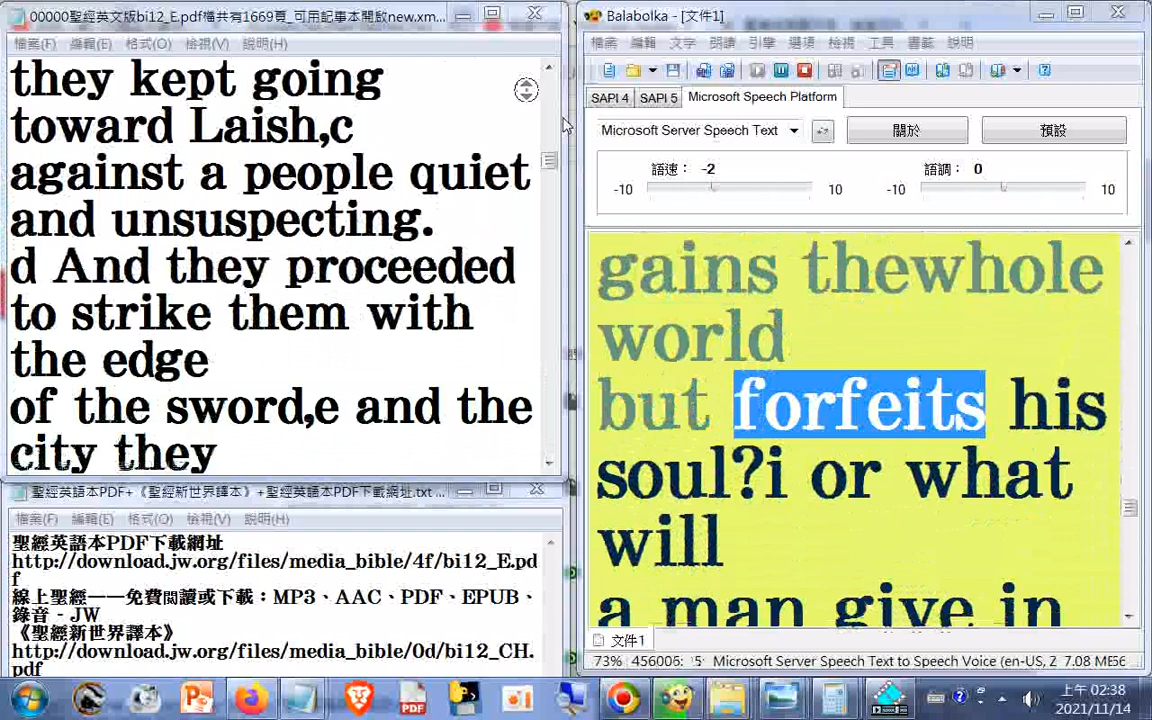 00000聖經英文版bi12_E.pdf檔共有1669頁_可用記事本開啟new.xm...
檔案(F) 編輯(E) 格式(O) 檢視(V) 說明(H)
they kept going
toward Laish,c
against a people quiet
and unsuspecting.
d And they proceeded
to strike them with
the edge
of the sword,e and the
city they
聖經英語本PDF+《聖經新世界譯本》+聖經英語本PDF下載網址.txt ...
檔案(F) 編輯(E) 格式(O) 檢視(V) 說明(H)
聖經英語本PDF下載網址
http://download.jw.org/files/media_bible/4f/bi12_E.pd
f
線上聖經——免費閱讀或下載：MP3、AAC、PDF、EPUB、
錄音 - JW
《聖經新世界譯本》
http://download.jw.org/files/media_bible/0d/bi12_CH.
pdf
Balabolka - [文件1]
檔案 編輯 文字 朗讀 引擎 選項 檢視 工具 書籤 說明
SAPI 4 SAPI 5 Microsoft Speech Platform
Microsoft Server Speech Text 關於 預設
語速： -2 語調： 0
-10 10 -10 10
gains thewhole
world
but forfeits his
soul?i or what
will
a man give in
文件1
73% 456005: Microsoft Server Speech Text to Speech Voice (en-US, Z 7.08 ME
上午 02:38
2021/11/14